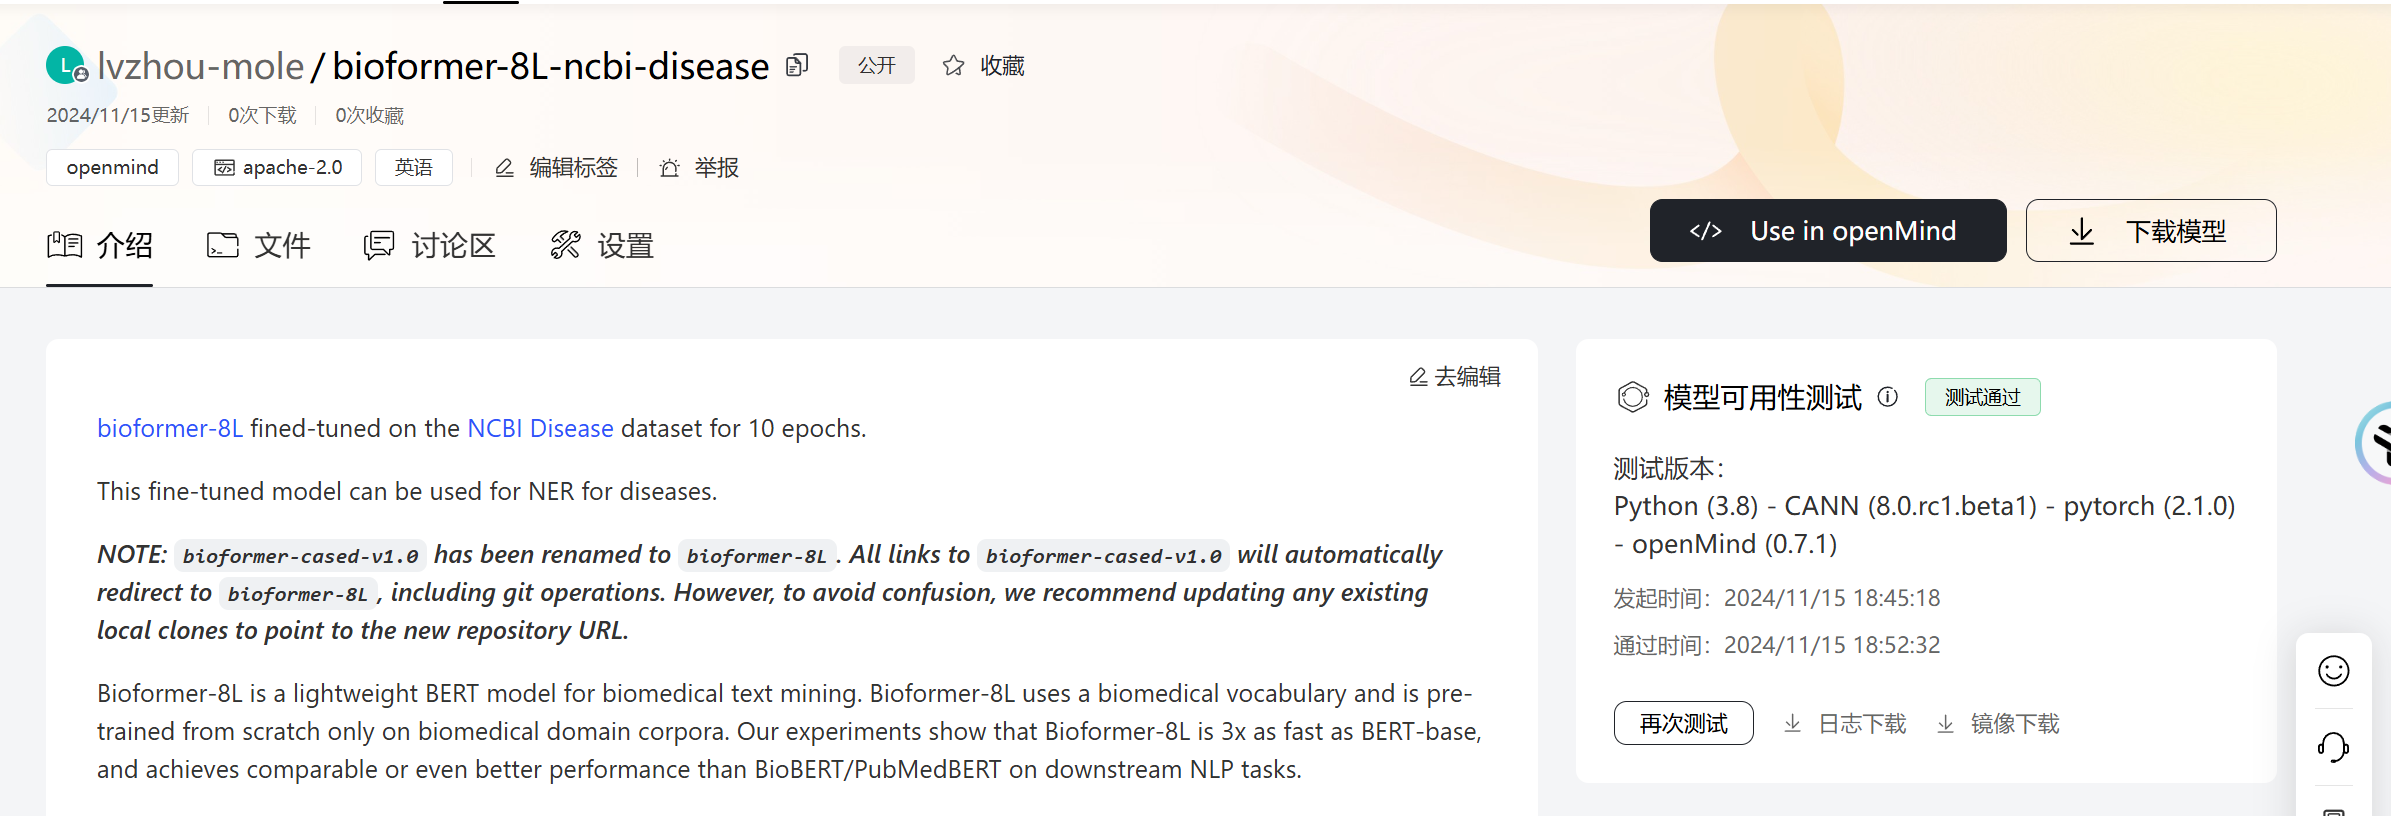 L lvzhou-mole / bioformer-8L-ncbi-disease 公开 收藏
2024/11/15更新 0次下载 0次收藏
openmind apache-2.0 英语 编辑标签 举报
介绍 文件 讨论区 设置 </> Use in openMind 下载模型
去编辑
bioformer-8L fined-tuned on the NCBI Disease dataset for 10 epochs.
This fine-tuned model can be used for NER for diseases.
NOTE: bioformer-cased-v1.0 has been renamed to bioformer-8L. All links to bioformer-cased-v1.0 will automatically
redirect to bioformer-8L, including git operations. However, to avoid confusion, we recommend updating any existing
local clones to point to the new repository URL.
Bioformer-8L is a lightweight BERT model for biomedical text mining. Bioformer-8L uses a biomedical vocabulary and is pre-
trained from scratch only on biomedical domain corpora. Our experiments show that Bioformer-8L is 3x as fast as BERT-base,
and achieves comparable or even better performance than BioBERT/PubMedBERT on downstream NLP tasks.
模型可用性测试 测试通过
测试版本：
Python (3.8) - CANN (8.0.rc1.beta1) - pytorch (2.1.0)
- openMind (0.7.1)
发起时间：2024/11/15 18:45:18
通过时间：2024/11/15 18:52:32
再次测试 日志下载 镜像下载